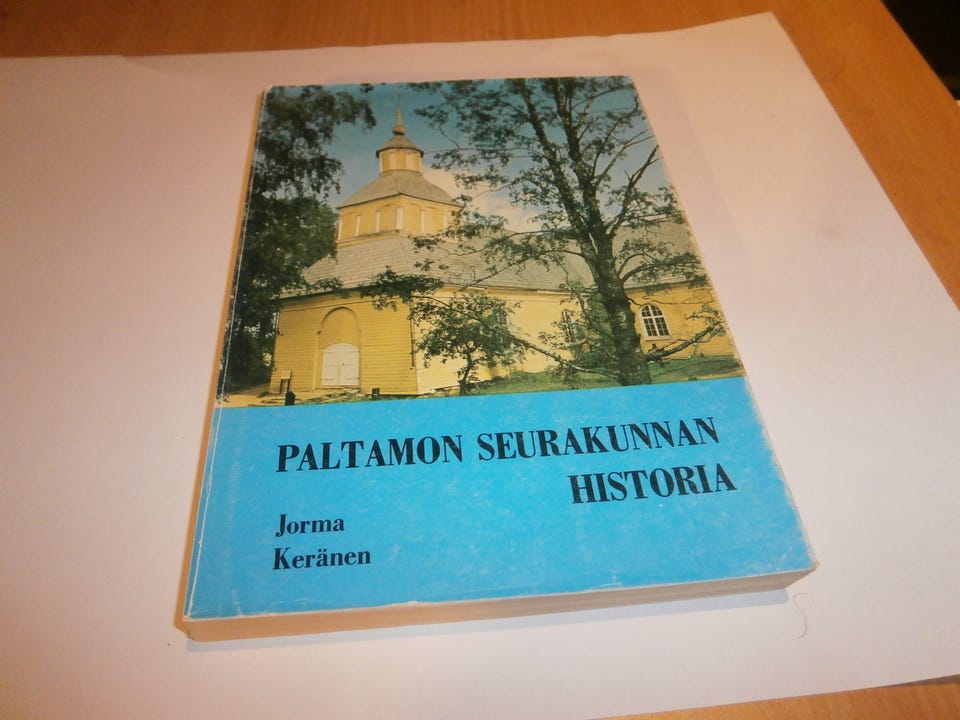 PALTAMON SEURAKUNNAN
HISTORIA
Jorma
Keränen